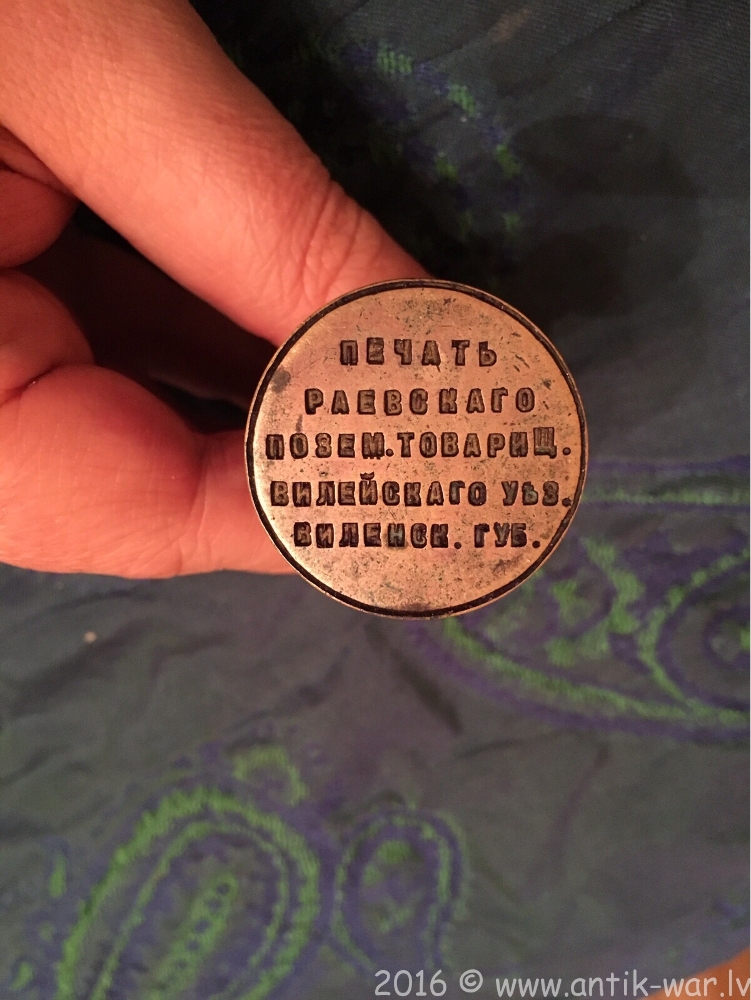 ПЕЧАТЬ
РАЕВСКАГО
ПОЗЕМ. ТОВАРИЩ.
ВИЛЕЙСКАГО УѢЗ.
ВИЛЕНСК. ГУБ.
2016 © www.antik-war.lv